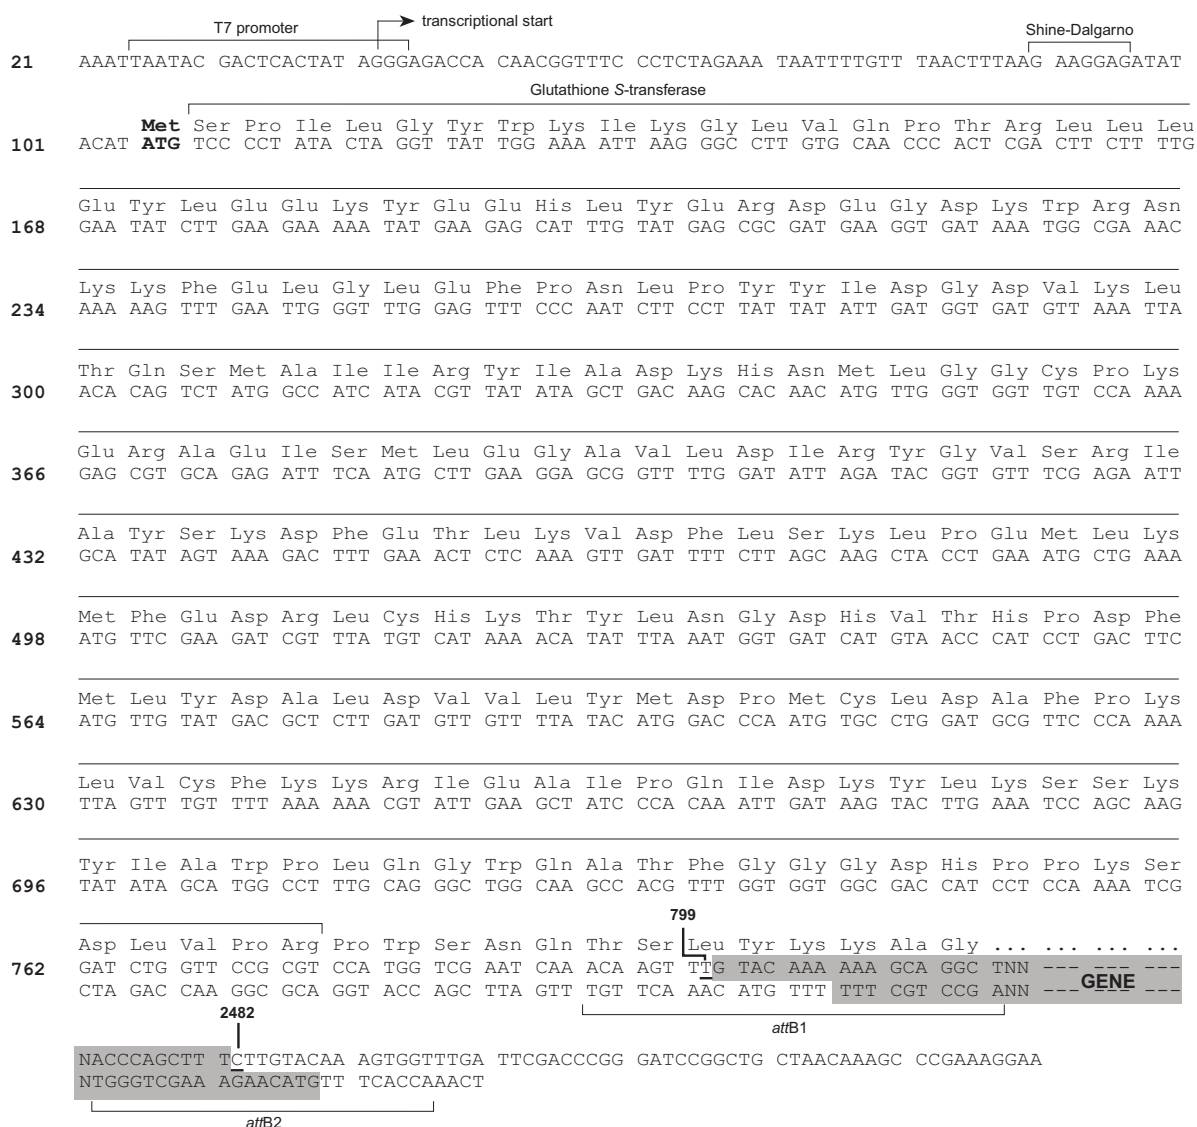 T7 promoter
transcriptional start
Shine-Dalgarno
21 AAATTAATAC GACTCACTAT AGGGAGACCA CAACGGTTTC CCTCTAGAAA TAATTTTGTT TAACTTTAAG AAGGAGATAT
Glutathione S-transferase
Met Ser Pro Ile Leu Gly Tyr Trp Lys Ile Lys Gly Leu Val Gln Pro Thr Arg Leu Leu Leu
101 ACAT ATG TCC CCT ATA CTA GGT TAT TGG AAA ATT AAG GGC CTT GTG CAA CCC ACT CGA CTT CTT TTG
Glu Tyr Leu Glu Glu Lys Tyr Glu Glu His Leu Tyr Glu Arg Asp Glu Gly Asp Lys Trp Arg Asn
168 GAA TAT CTT GAA GAA AAA TAT GAA GAG CAT TTG TAT GAG CGC GAT GAA GGT GAT AAA TGG CGA AAC
Lys Lys Phe Glu Leu Gly Leu Glu Phe Pro Asn Leu Pro Tyr Tyr Ile Asp Gly Asp Val Lys Leu
234 AAA AAG TTT GAA TTG GGT TTG GAG TTT CCC AAT CTT CCT TAT TAT ATT GAT GGT GAT GTT AAA TTA
Thr Gln Ser Met Ala Ile Ile Arg Tyr Ile Ala Asp Lys His Asn Met Leu Gly Gly Cys Pro Lys
300 ACA CAG TCT ATG GCC ATC ATA CGT TAT ATA GCT GAC AAG CAC AAC ATG TTG GGT GGT TGT CCA AAA
Glu Arg Ala Glu Ile Ser Met Leu Glu Gly Ala Val Leu Asp Ile Arg Tyr Gly Val Ser Arg Ile
366 GAG CGT GCA GAG ATT TCA ATG CTT GAA GGA GCG GTT TTG GAT ATT AGA TAC GGT GTT TCG AGA ATT
Ala Tyr Ser Lys Asp Phe Glu Thr Leu Lys Val Asp Phe Leu Ser Lys Leu Pro Glu Met Leu Lys
432 GCA TAT AGT AAA GAC TTT GAA ACT CTC AAA GTT GAT TTT CTT AGC AAG CTA CCT GAA ATG CTG AAA
Met Phe Glu Asp Arg Leu Cys His Lys Thr Tyr Leu Asn Gly Asp His Val Thr His Pro Asp Phe
498 ATG TTC GAA GAT CGT TTA TGT CAT AAA ACA TAT TTA AAT GGT GAT CAT GTA ACC CAT CCT GAC TTC
Met Leu Tyr Asp Ala Leu Asp Val Val Leu Tyr Met Asp Pro Met Cys Leu Asp Ala Phe Pro Lys
564 ATG TTG TAT GAC GCT CTT GAT GTT GTT TTA TAC ATG GAC CCA ATG TGC CTG GAT GCG TTC CCA AAA
Leu Val Cys Phe Lys Lys Arg Ile Glu Ala Ile Pro Gln Ile Asp Lys Tyr Leu Lys Ser Ser Lys
630 TTA GTT TGT TTT AAA AAA CGT ATT GAA GCT ATC CCA CAA ATT GAT AAG TAC TTG AAA TCC AGC AAG
Tyr Ile Ala Trp Pro Leu Gln Gly Trp Gln Ala Thr Phe Gly Gly Gly Asp His Pro Pro Lys Ser
696 TAT ATA GCA TGG CCT TTG CAG GGC TGG CAA GCC ACG TTT GGT GGT GGC GAC CAT CCT CCA AAA TCG
799
Asp Leu Val Pro Arg Pro Trp Ser Asn Gln Thr Ser Leu Tyr Lys Lys Ala Gly ... ... ... ...
762 GAT CTG GTT CCG CGT CCA TGG TCG AAT CAA ACA AGT TTG TAC AAA AAA GCA GGC TNN --- --- ---
GENE
CTA GAC CAA GGC GCA GGT ACC AGC TTA GTT TGT TCA AAC ATG TTT TTT CGT CCG ANN --- --- ---
2482
attB1
NACCCAGCTTT TCTTGTACAA AGTGGTTTGA TTCGACCCGG GATCCGGCTG CTAACAAAGC CCGAAAGGAA
NTGGGTCGAA AGAACATGTT TCACCAAACT
attB2